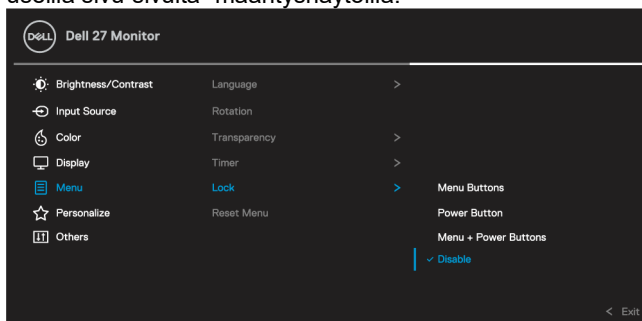 DELL Dell 27 Monitor
Brightness/Contrast Language >
Input Source Rotation
Color Transparency >
Display Timer >
Menu Lock > Menu Buttons
Personalize Reset Menu Power Button
Others Menu + Power Buttons
✓ Disable
< Exit